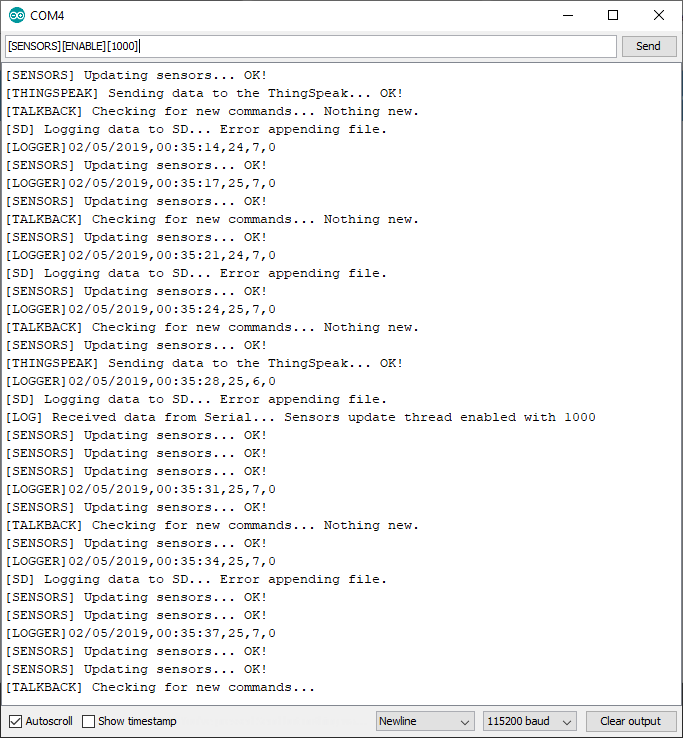 COM4
[SENSORS][ENABLE][1000]
Send
[SENSORS] Updating sensors... OK!
[THINGSPEAK] Sending data to the ThingSpeak... OK!
[TALKBACK] Checking for new commands... Nothing new.
[SD] Logging data to SD... Error appending file.
[LOGGER]02/05/2019,00:35:14,24,7,0
[SENSORS] Updating sensors... OK!
[LOGGER]02/05/2019,00:35:17,25,7,0
[SENSORS] Updating sensors... OK!
[TALKBACK] Checking for new commands... Nothing new.
[SENSORS] Updating sensors... OK!
[LOGGER]02/05/2019,00:35:21,24,7,0
[SD] Logging data to SD... Error appending file.
[SENSORS] Updating sensors... OK!
[LOGGER]02/05/2019,00:35:24,25,7,0
[TALKBACK] Checking for new commands... Nothing new.
[SENSORS] Updating sensors... OK!
[THINGSPEAK] Sending data to the ThingSpeak... OK!
[LOGGER]02/05/2019,00:35:28,25,6,0
[SD] Logging data to SD... Error appending file.
[LOG] Received data from Serial... Sensors update thread enabled with 1000
[SENSORS] Updating sensors... OK!
[SENSORS] Updating sensors... OK!
[SENSORS] Updating sensors... OK!
[LOGGER]02/05/2019,00:35:31,25,7,0
[SENSORS] Updating sensors... OK!
[TALKBACK] Checking for new commands... Nothing new.
[SENSORS] Updating sensors... OK!
[LOGGER]02/05/2019,00:35:34,25,7,0
[SD] Logging data to SD... Error appending file.
[SENSORS] Updating sensors... OK!
[SENSORS] Updating sensors... OK!
[LOGGER]02/05/2019,00:35:37,25,7,0
[SENSORS] Updating sensors... OK!
[SENSORS] Updating sensors... OK!
[TALKBACK] Checking for new commands...
Autoscroll Show timestamp Newline 115200 baud Clear output